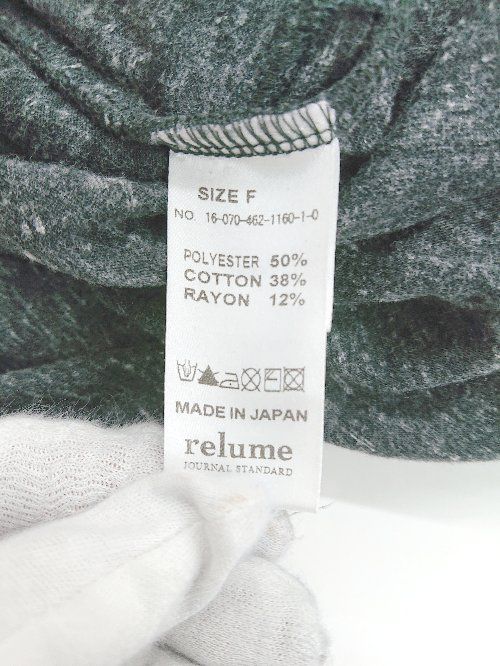 SIZE F
NO. 16-070-462-1160-1-0
POLYESTER 50%
COTTON 38%
RAYON 12%
MADE IN JAPAN
relume
JOURNAL STANDARD